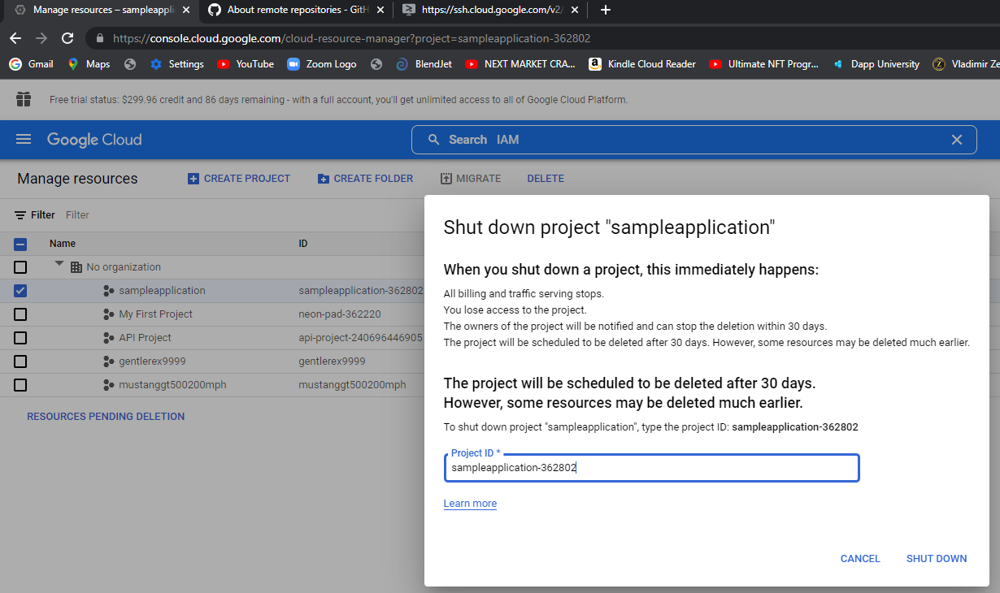 Manage resources – sampleappli
About remote repositories - GitH
https://ssh.cloud.google.com/v2/
https://console.cloud.google.com/cloud-resource-manager?project=sampleapplication-362802
Gmail Maps Settings YouTube Zoom Logo BlendJet NEXT MARKET CRA... Kindle Cloud Reader Ultimate NFT Progr... Dapp University Vladimir Ze
Free trial status: $299.96 credit and 86 days remaining - with a full account, you'll get unlimited access to all of Google Cloud Platform.
Google Cloud Search IAM
Manage resources CREATE PROJECT CREATE FOLDER MIGRATE DELETE
Filter Filter
Name ID
No organization
sampleapplication sampleapplication-362802
My First Project neon-pad-362220
API Project api-project-240696446905
gentlerex9999 gentlerex9999
mustanggt500200mph mustanggt500200mph
RESOURCES PENDING DELETION
Shut down project "sampleapplication"
When you shut down a project, this immediately happens:
All billing and traffic serving stops.
You lose access to the project.
The owners of the project will be notified and can stop the deletion within 30 days.
The project will be scheduled to be deleted after 30 days. However, some resources may be deleted much earlier.
The project will be scheduled to be deleted after 30 days.
However, some resources may be deleted much earlier.
To shut down project "sampleapplication", type the project ID: sampleapplication-362802
Project ID *
sampleapplication-362802
Learn more
CANCEL SHUT DOWN